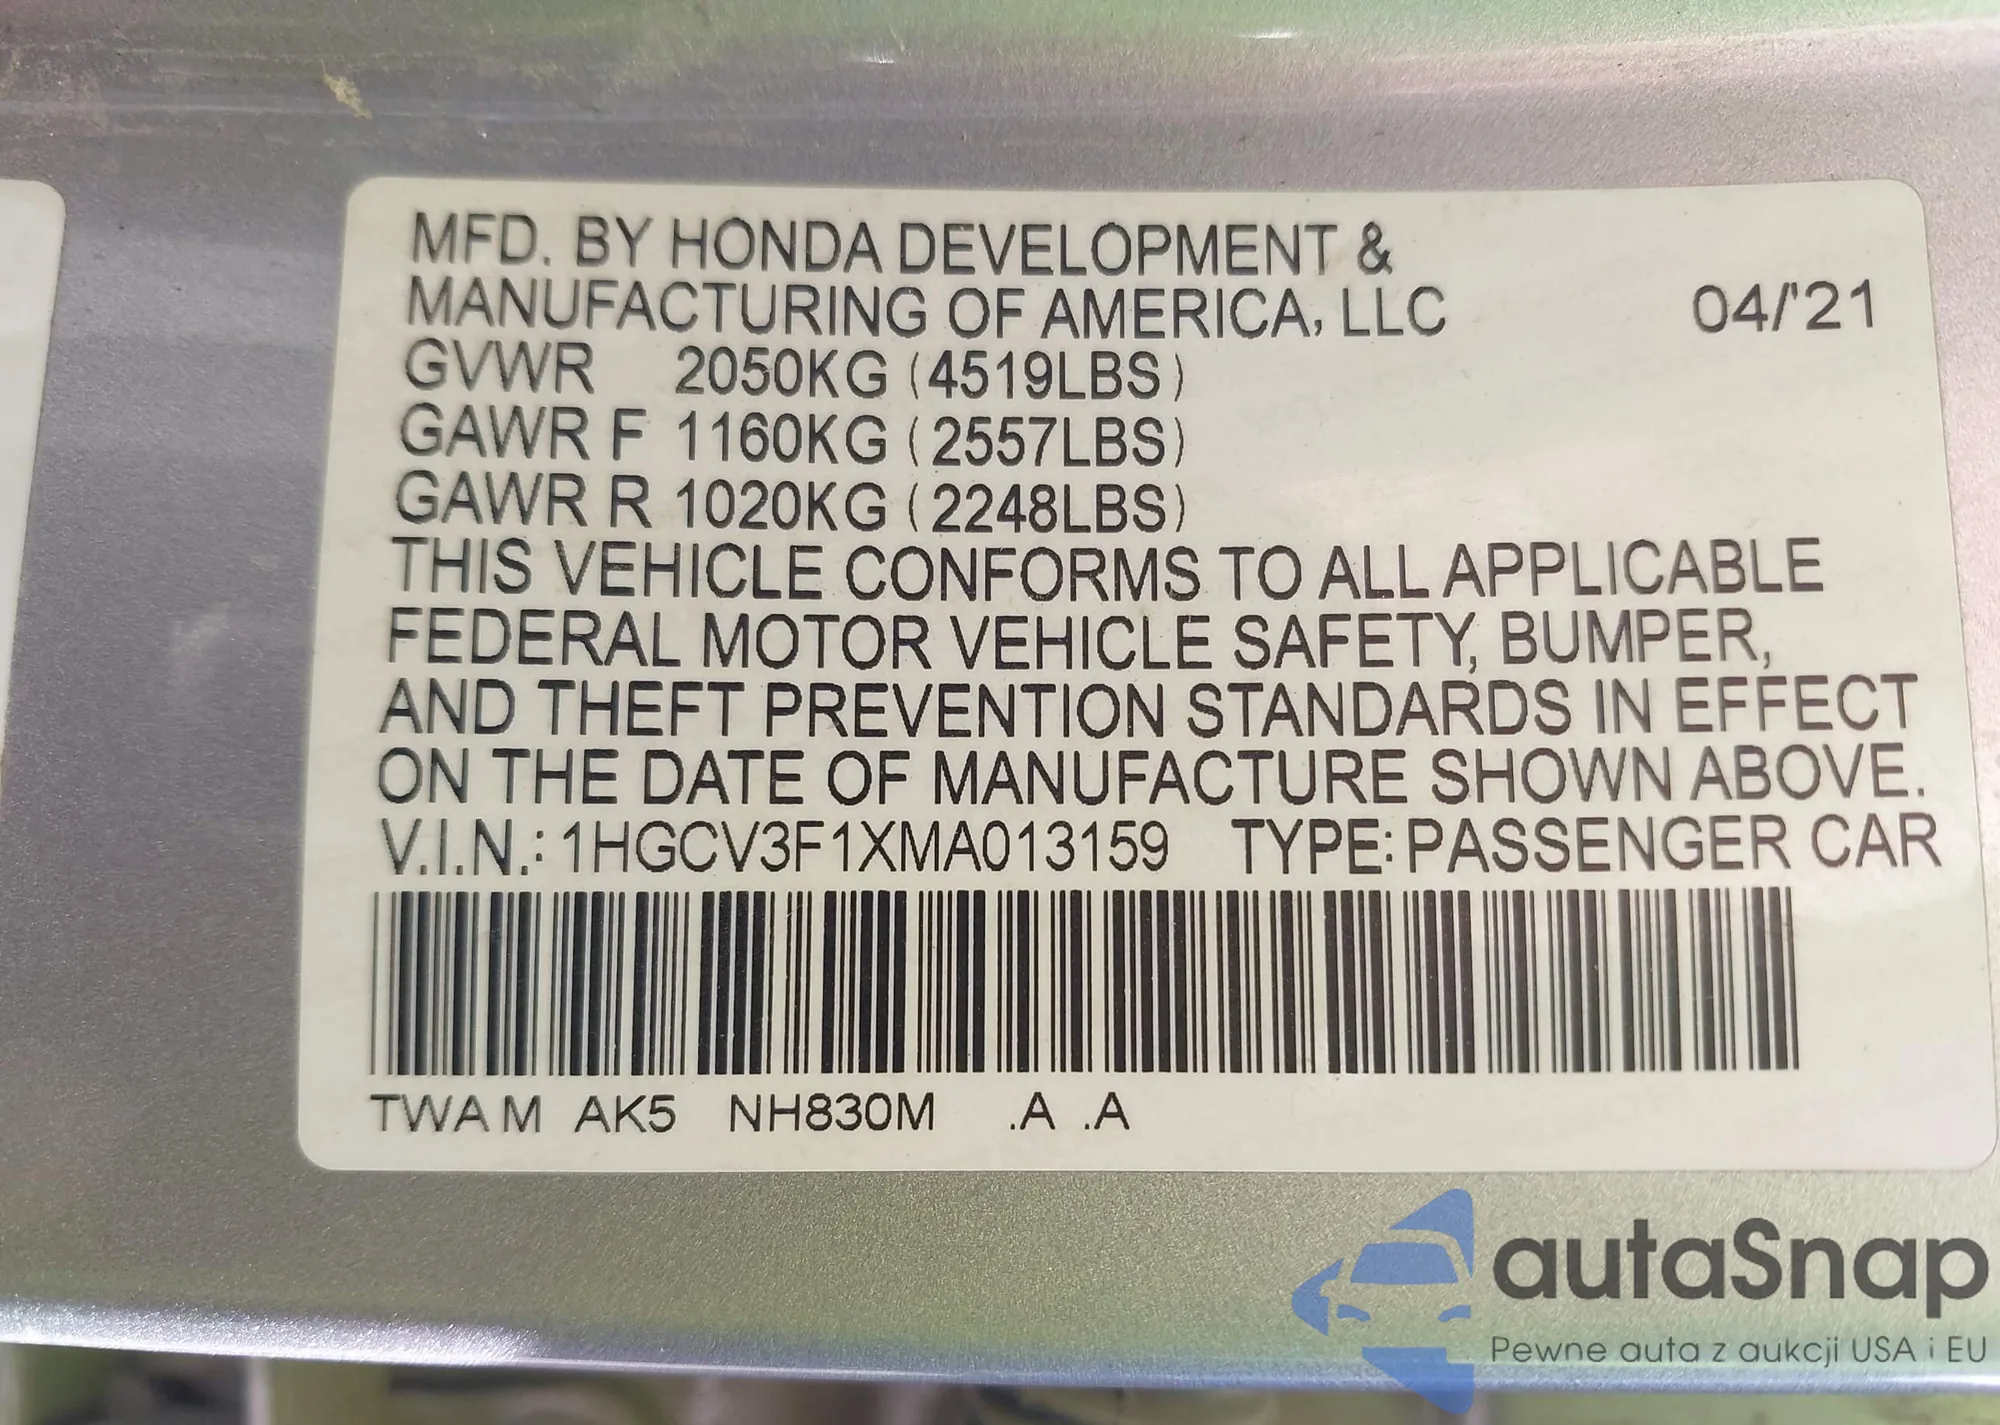 MFD. BY HONDA DEVELOPMENT &
MANUFACTURING OF AMERICA, LLC 04/'21
GVWR 2050KG (4519LBS)
GAWR F 1160KG (2557LBS)
GAWR R 1020KG (2248LBS)
THIS VEHICLE CONFORMS TO ALL APPLICABLE
FEDERAL MOTOR VEHICLE SAFETY, BUMPER,
AND THEFT PREVENTION STANDARDS IN EFFECT
ON THE DATE OF MANUFACTURE SHOWN ABOVE.
V.I.N.: 1HGCV3F1XMA013159 TYPE: PASSENGER CAR
TWA M AK5 NH830M .A .A
autaSnap
Pewne auta z aukcji USA i EU